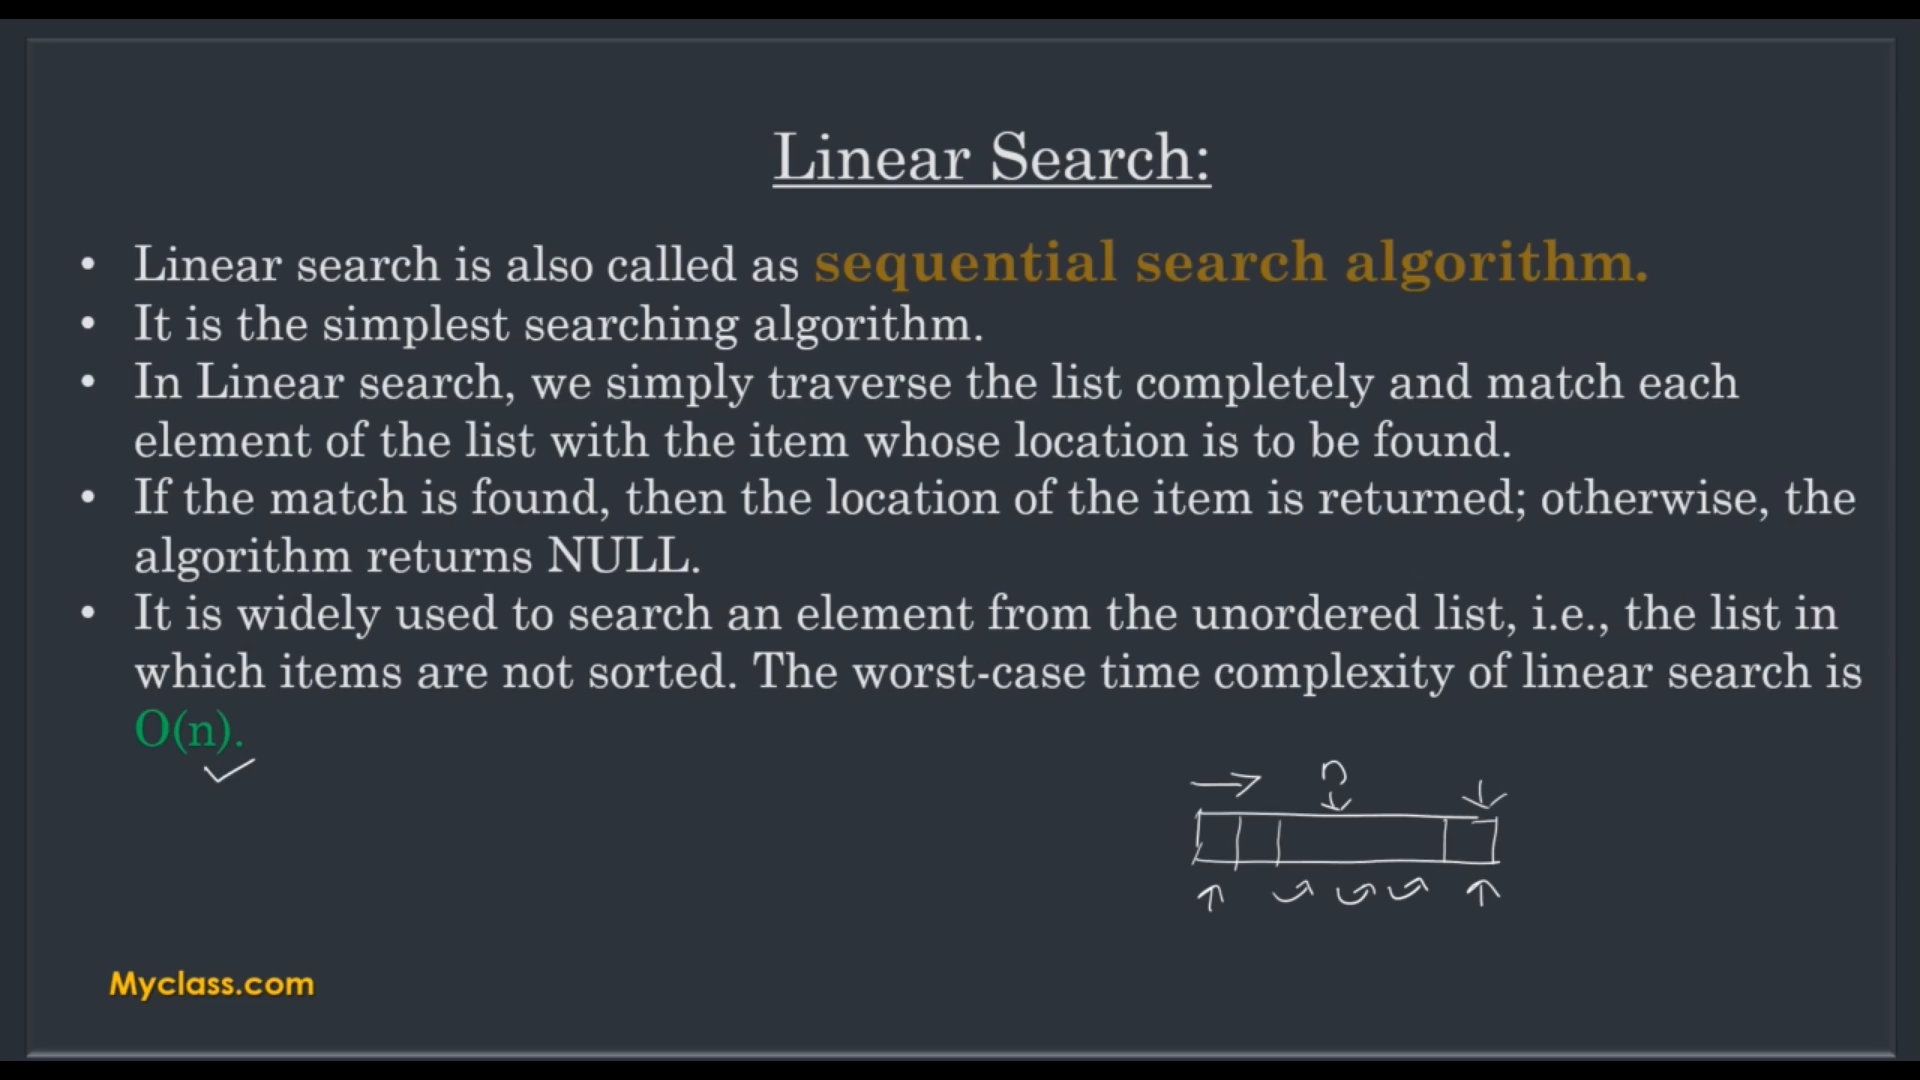 Linear Search:
• Linear search is also called as sequential search algorithm.
• It is the simplest searching algorithm.
• In Linear search, we simply traverse the list completely and match each
element of the list with the item whose location is to be found.
• If the match is found, then the location of the item is returned; otherwise, the
algorithm returns NULL.
• It is widely used to search an element from the unordered list, i.e., the list in
which items are not sorted. The worst-case time complexity of linear search is
O(n).
n
Myclass.com